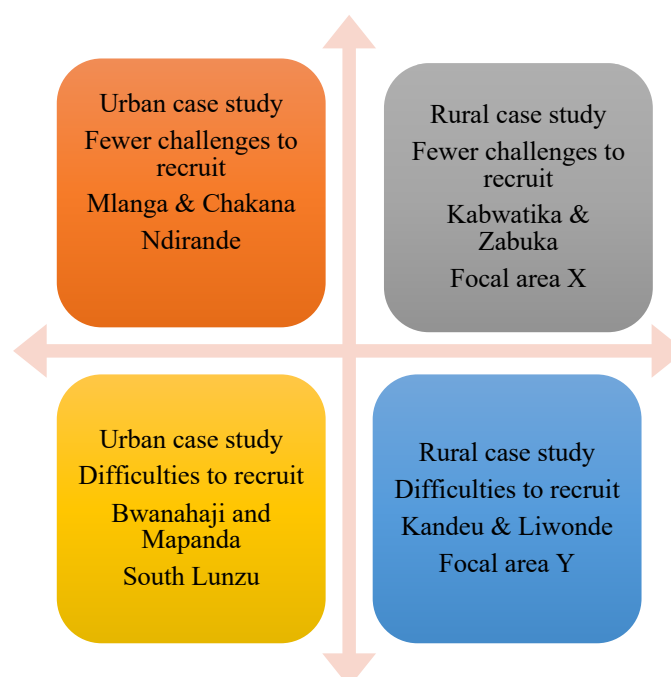 Urban case study
Fewer challenges to
recruit
Mlanga & Chakana
Ndirande
Rural case study
Fewer challenges to
recruit
Kabwatika &
Zabuka
Focal area X
Urban case study
Difficulties to recruit
Bwanahaji and
Mapanda
South Lunzu
Rural case study
Difficulties to recruit
Kandeu & Liwonde
Focal area Y